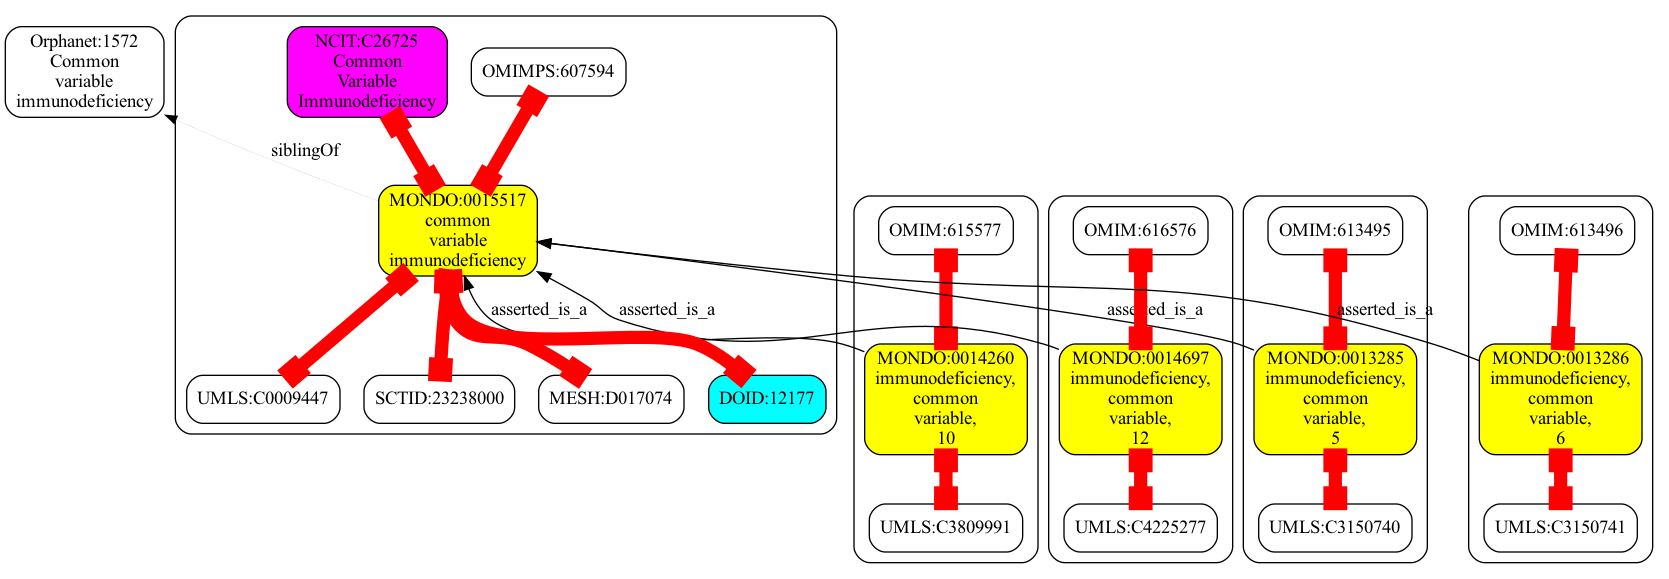 Orphanet:1572
Common
variable
immunodeficiency
NCIT:C26725
Common
Variable
Immunodeficiency
OMIMPS:607594
siblingOf
MONDO:0015517
common
variable
immunodeficiency
UMLS:C0009447
SCTID:23238000
MESH:D017074
DOID:12177
asserted_is_a
asserted_is_a
asserted_is_a
asserted_is_a
OMIM:615577
MONDO:0014260
immunodeficiency,
common
variable,
10
UMLS:C3809991
OMIM:616576
MONDO:0014697
immunodeficiency,
common
variable,
12
UMLS:C4225277
OMIM:613495
MONDO:0013285
immunodeficiency,
common
variable,
5
UMLS:C3150740
OMIM:613496
MONDO:0013286
immunodeficiency,
common
variable,
6
UMLS:C3150741